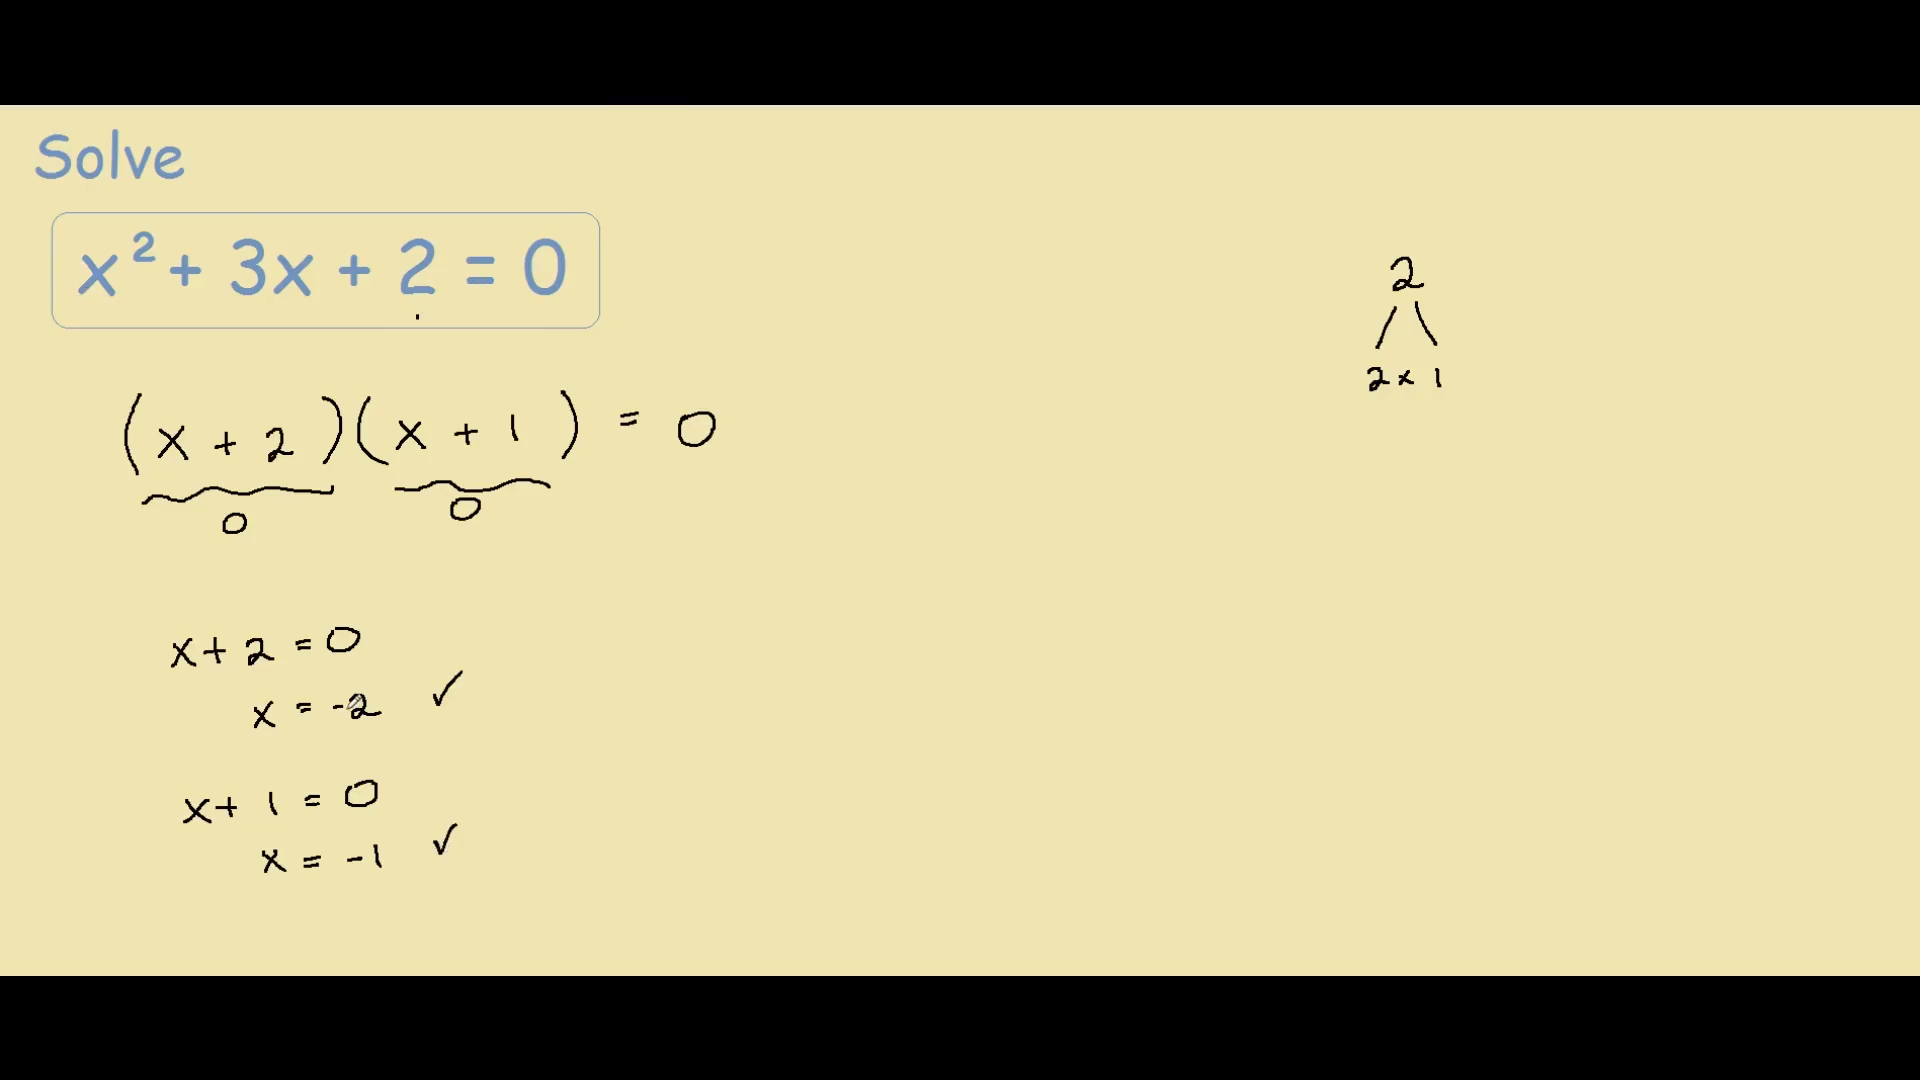 Solve
x² + 3x + 2 = 0
(x + 2)(x + 1) = 0
0 0
x + 2 = 0
x = -2 ✓
x + 1 = 0
x = -1 ✓
2
2 × 1